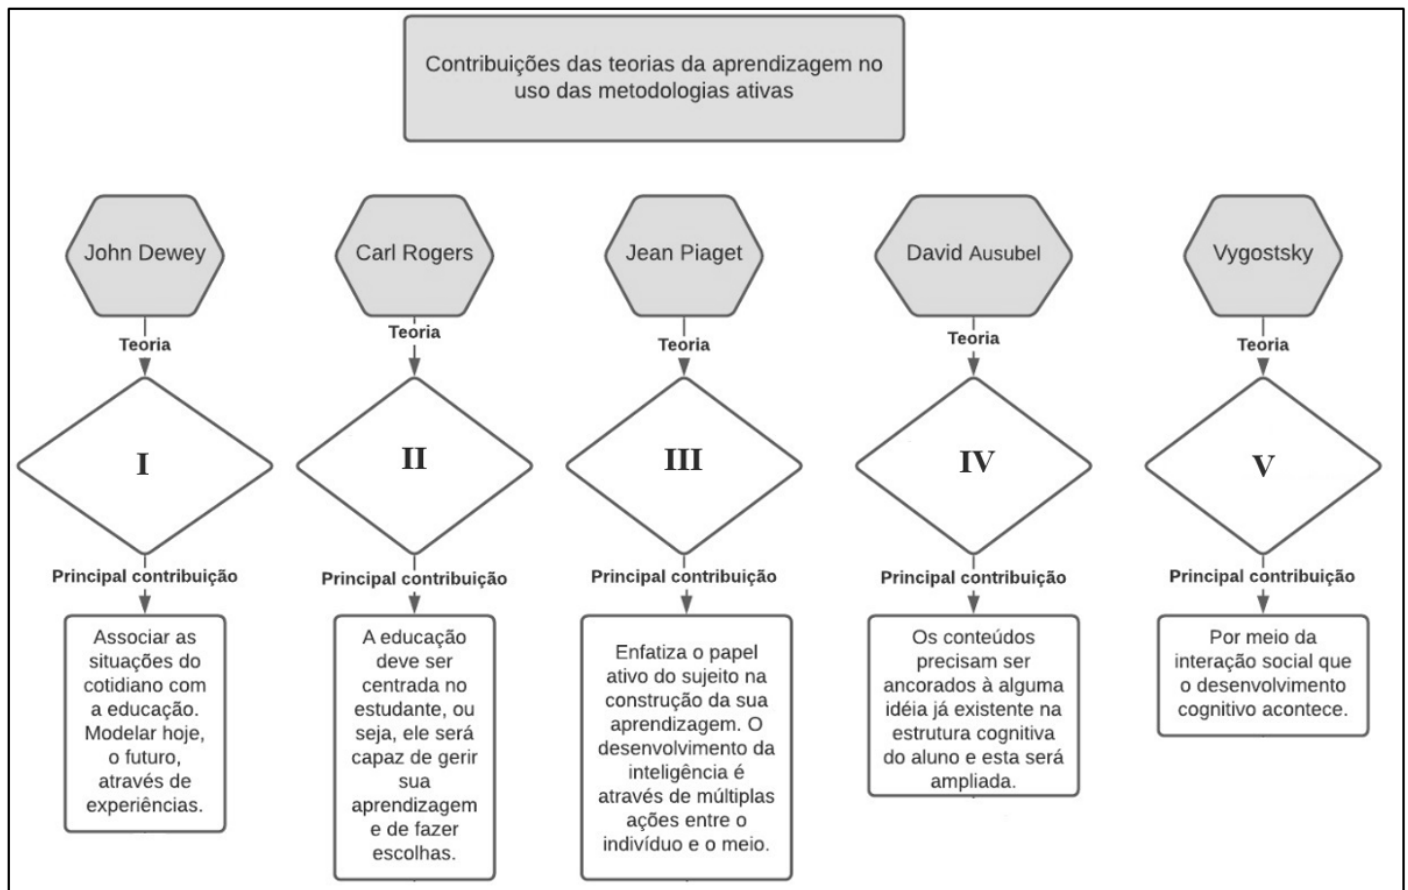 Contribuições das teorias da aprendizagem no
uso das metodologias ativas
John Dewey
Carl Rogers
Jean Piaget
David Ausubel
Vygostsky
Teoria
Teoria
Teoria
Teoria
Teoria
I
II
III
IV
V
Principal contribuição
Principal contribuição
Principal contribuição
Principal contribuição
Principal contribuição
Associar as
situações do
cotidiano com
a educação.
Modelar hoje,
o futuro,
através de
experiências.
A educação
deve ser
centrada no
estudante, ou
seja, ele será
capaz de gerir
sua
aprendizagem
e de fazer
escolhas.
Enfatiza o papel
ativo do sujeito na
construção da sua
aprendizagem. O
desenvolvimento da
inteligência é
através de múltiplas
ações entre o
indivíduo e o meio.
Os conteúdos
precisam ser
ancorados à alguma
idéia já existente na
estrutura cognitiva
do aluno e esta será
ampliada.
Por meio da
interação social que
o desenvolvimento
cognitivo acontece.